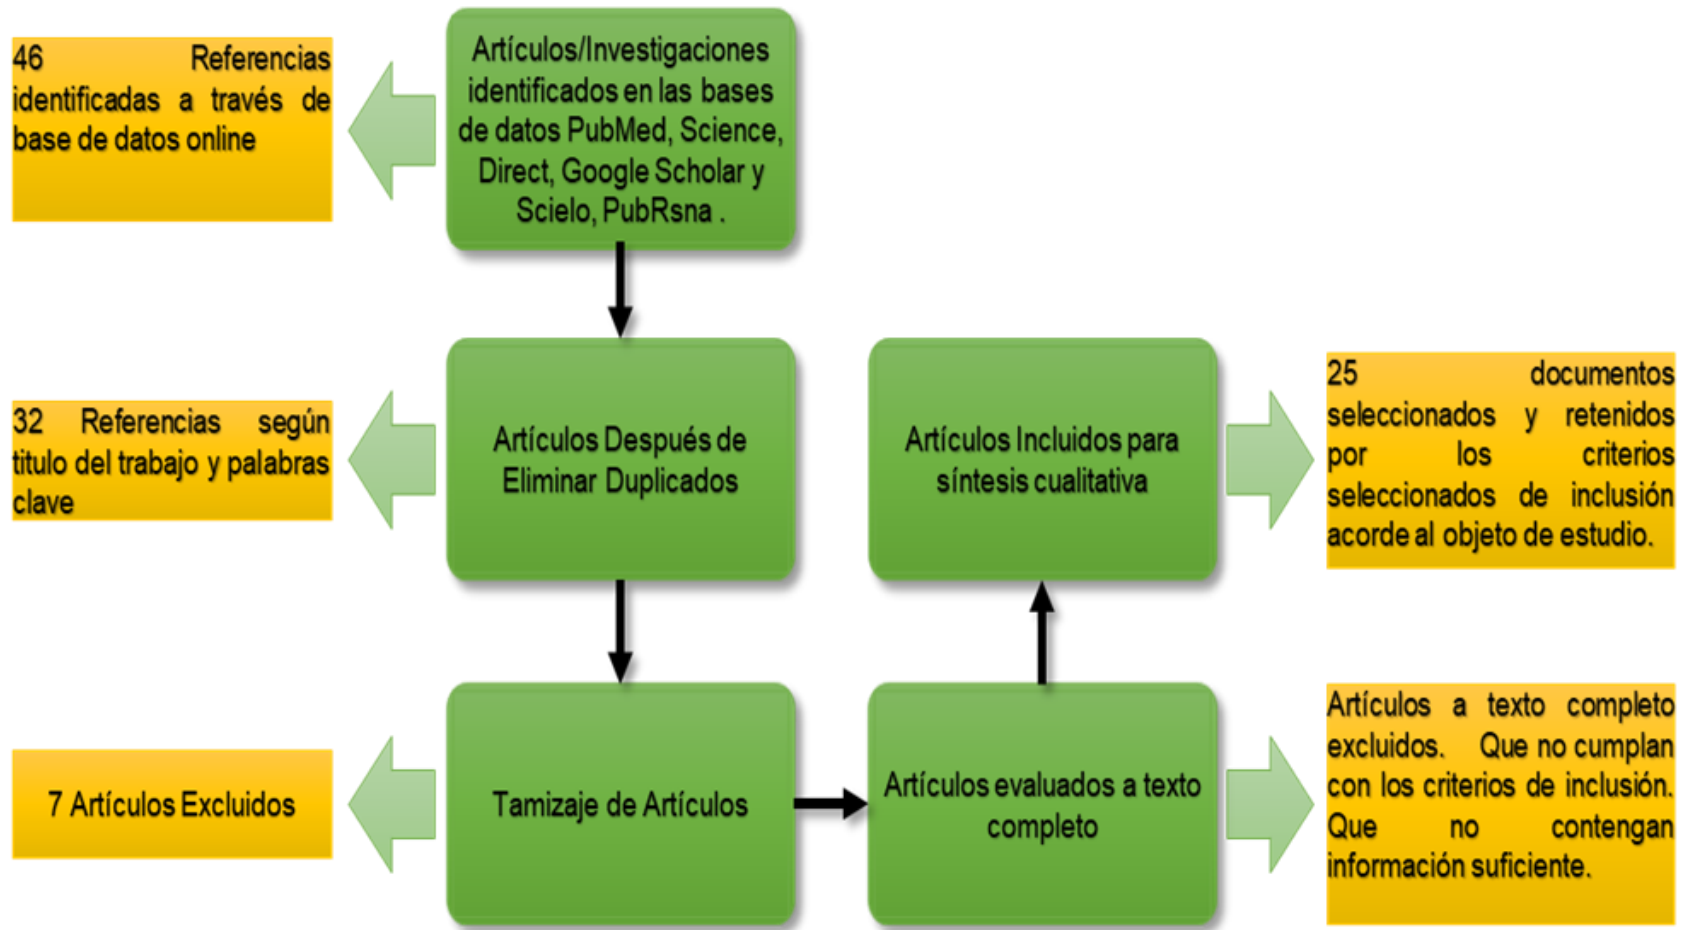 46 Referencias
identificadas a través de
base de datos online
Artículos/Investigaciones
identificados en las bases
de datos PubMed, Science,
Direct, Google Scholar y
Scielo, PubRsna .
32 Referencias según
titulo del trabajo y palabras
clave
Artículos Después de
Eliminar Duplicados
Artículos Incluidos para
síntesis cualitativa
25 documentos
seleccionados y retenidos
por los criterios
seleccionados de inclusión
acorde al objeto de estudio.
7 Artículos Excluidos
Tamizaje de Artículos
Artículos evaluados a texto
completo
Artículos a texto completo
excluidos. Que no cumplan
con los criterios de inclusión.
Que no contengan
información suficiente.